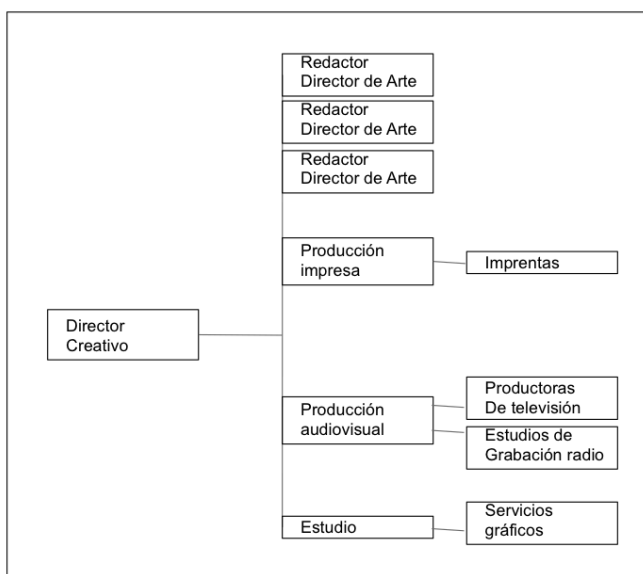 Redactor
Director de Arte
Redactor
Director de Arte
Redactor
Director de Arte
Producción
impresa
Imprentas
Director
Creativo
Producción
audiovisual
Productoras
De televisión
Estudios de
Grabación radio
Estudio
Servicios
gráficos